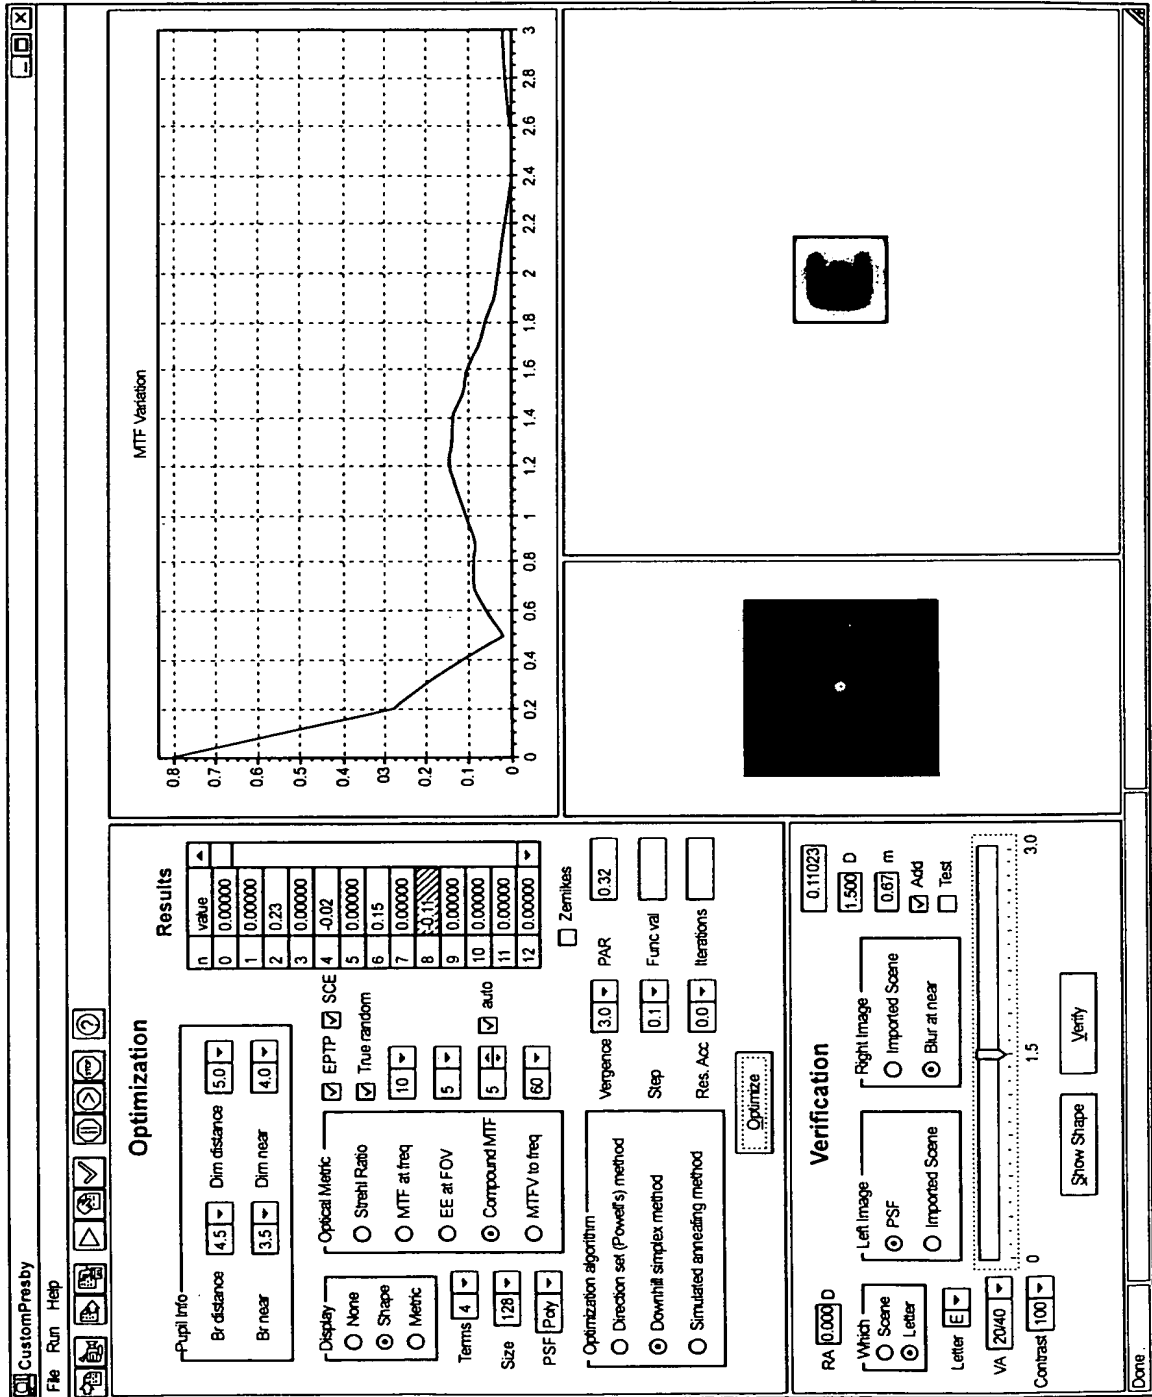 CustomPresby
File Run Help
Optimization
Pupil Info
Br distance 4.5 Dim distance 5.0
Br near 3.5 Dim near 4.0
Display
None
Shape
Metric
Terms 4
Size 128
PSF Poly
Optical Metric
Strehl Ratio
MTF at freq
EE at FOV
Compound MTF
MTFV to freq
EPTP SCE
True random
10
5
5 auto
60
Results
n value
0 0.00000
1 0.00000
2 0.23
3 0.00000
4 -0.02
5 0.00000
6 0.15
7 0.00000
8 -0.11
9 0.00000
10 0.00000
11 0.00000
12 0.00000
Zernikes
Optimization algorithm
Direction set (Powell's) method
Downhill simplex method
Simulated annealing method
Vergence 3.0 PAR 0.32
Step 0.1 Func val
Res. Acc 0.0 Iterations
Optimize
Verification
RA 0.000 D
Which
Scene
Letter
Letter E
VA 20/40
Contrast 100
Left Image
PSF
Imported Scene
Right Image
Imported Scene
Blur at near
0.11023
1.500 D
0.67 m
Add
Test
0 1.5 3.0
Show Shape Verify
MTF Variation
0.8
0.7
0.6
0.5
0.4
03
0.2
0.1
0
0 0.2 0.4 0.6 0.8 1 1.2 1.4 1.6 1.8 2 2.2 2.4 2.6 2.8 3
Done.